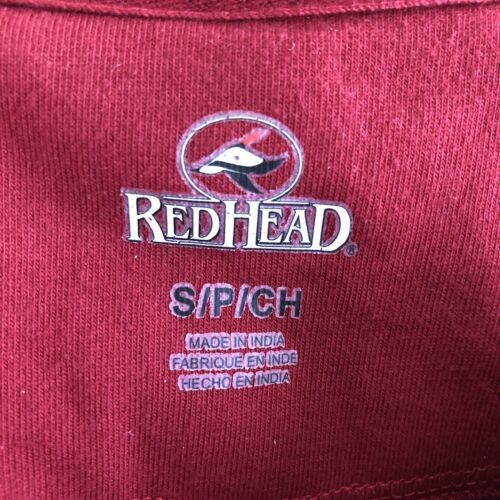 REDHEAD®
S/P/CH
MADE IN INDIA
FABRIQUE EN INDE
HECHO EN INDIA